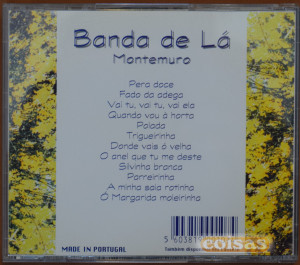 Banda de Lá
Montemuro
Pera doce
Fado da adega
Vai tu, vai tu, vai ela
Quando vou à horta
Polada
Trigueirinha
Donde vais ó velha
O anel que tu me deste
Silvinha branca
Parreirinha
A minha saia rotinha
Ó Margarida moleirinha
MADE IN PORTUGAL
Também
coisas